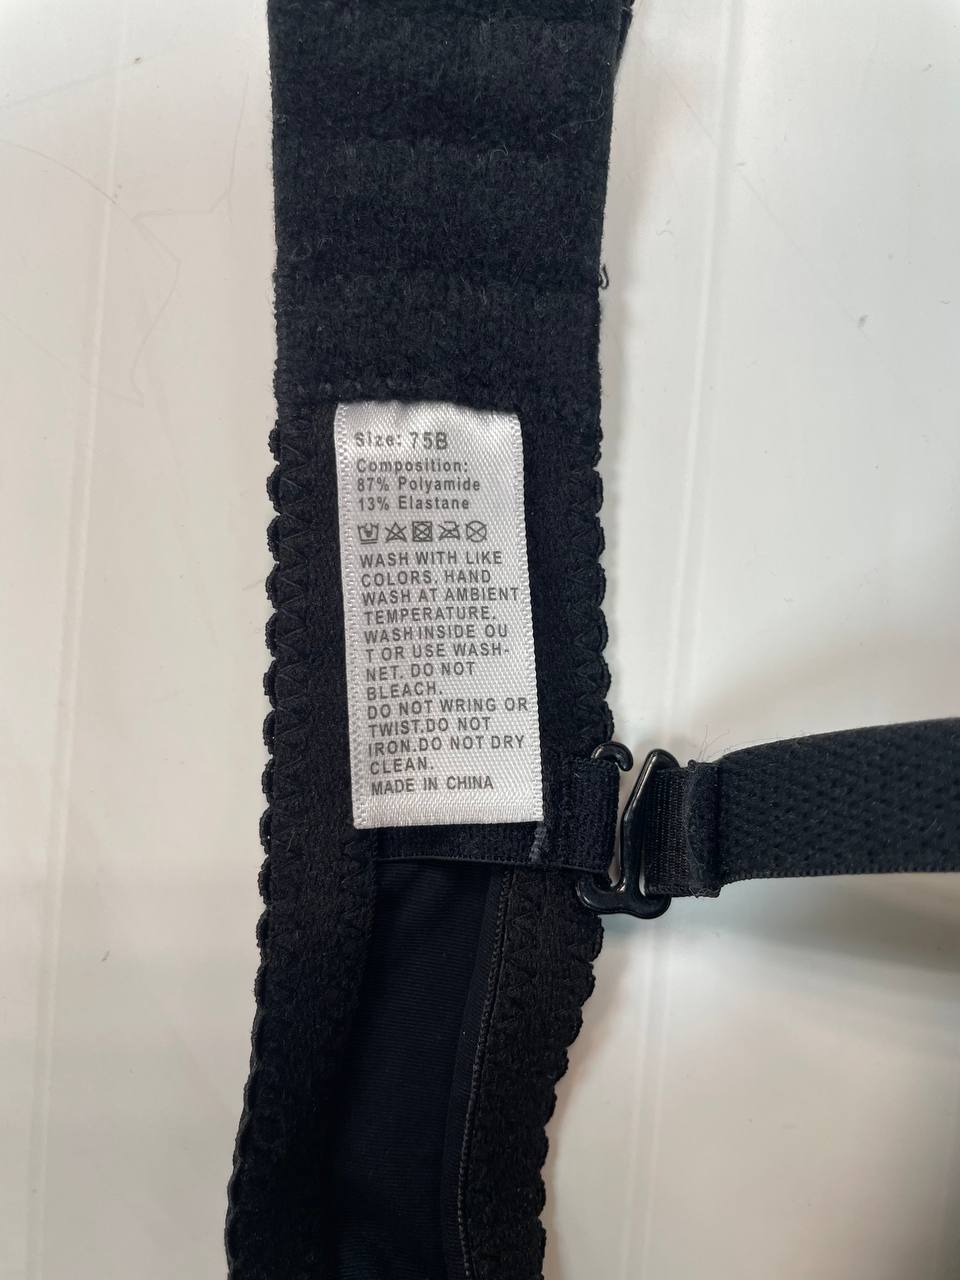 Size: 75B
Composition:
87% Polyamide
13% Elastane
WASH WITH LIKE
COLORS. HAND
WASH AT AMBIENT
TEMPERATURE.
WASH INSIDE OU
T OR USE WASH-
NET. DO NOT
BLEACH.
DO NOT WRING OR
TWIST.DO NOT
IRON.DO NOT DRY
CLEAN.
MADE IN CHINA